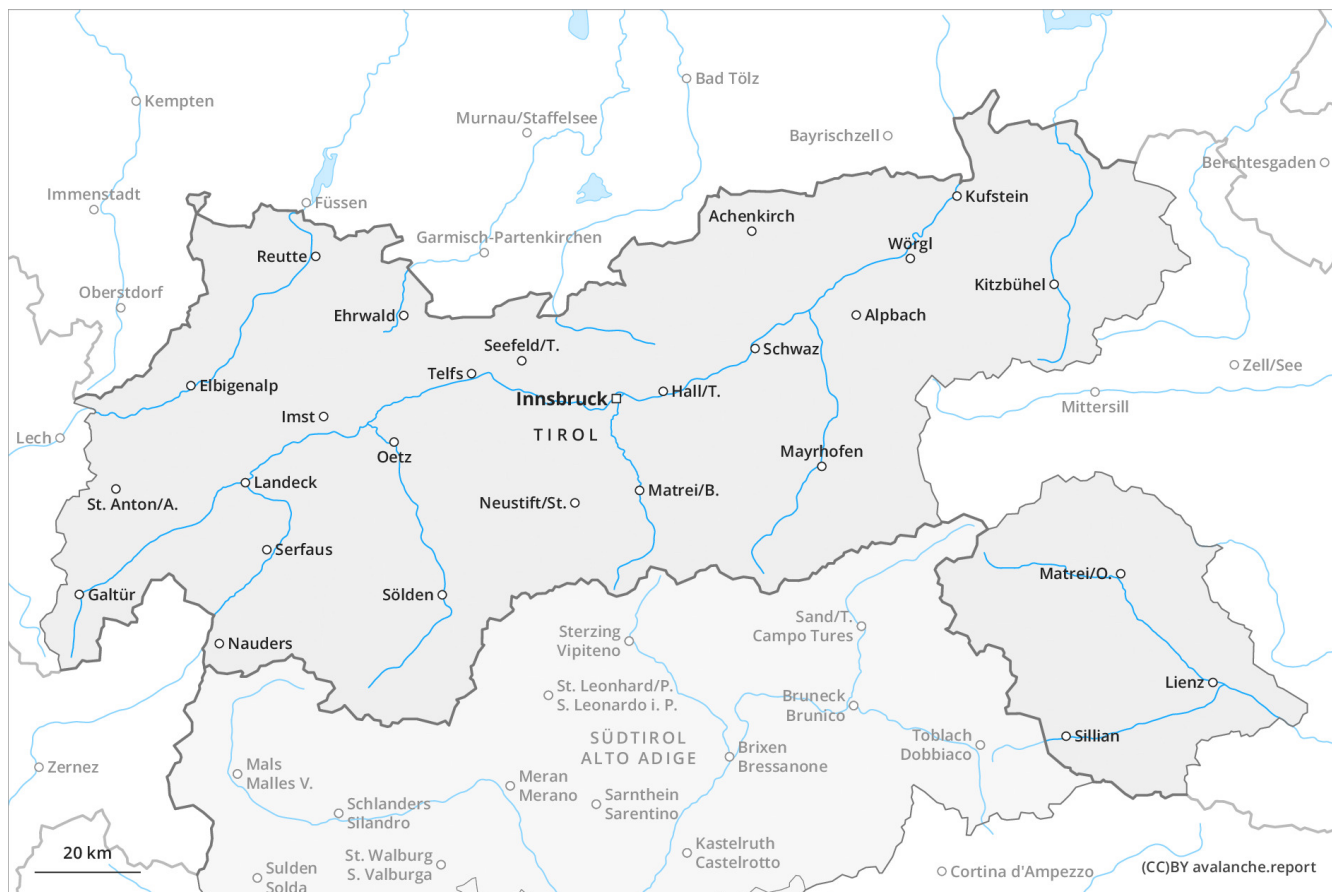 Bad Tölz
Kempten
Murnau/Staffelsee
Bayrischzell
Berchtesgaden
Immenstadt
Füssen
Kufstein
Achenkirch
Garmisch-Partenkirchen
Wörgl
Reutte
Oberstdorf
Kitzbühel
Ehrwald
Alpbach
Seefeld/T.
Schwaz
Zell/See
Telfs
Elbigenalp
Innsbruck
Hall/T.
Mittersill
Imst
Lech
TIROL
Oetz
Mayrhofen
Landeck
St. Anton/A.
Neustift/St.
Matrei/B.
Serfaus
Matrei/O.
Galtür
Sölden
Sand/T.
Campo Tures
Sterzing
Vipiteno
Nauders
Lienz
St. Leonhard/P.
S. Leonardo i. P.
Bruneck
Brunico
SÜDTIROL
ALTO ADIGE
Toblach
Dobbiaco
Sillian
Brixen
Bressanone
Zernez
Mals
Malles V.
Meran
Merano
Schlanders
Silandro
Sarnthein
Sarentino
Kastelruth
Castelrotto
20 km
St. Walburg
S. Valburga
Sulden
Solda
Cortina d'Ampezzo
(CC)BY avalanche.report